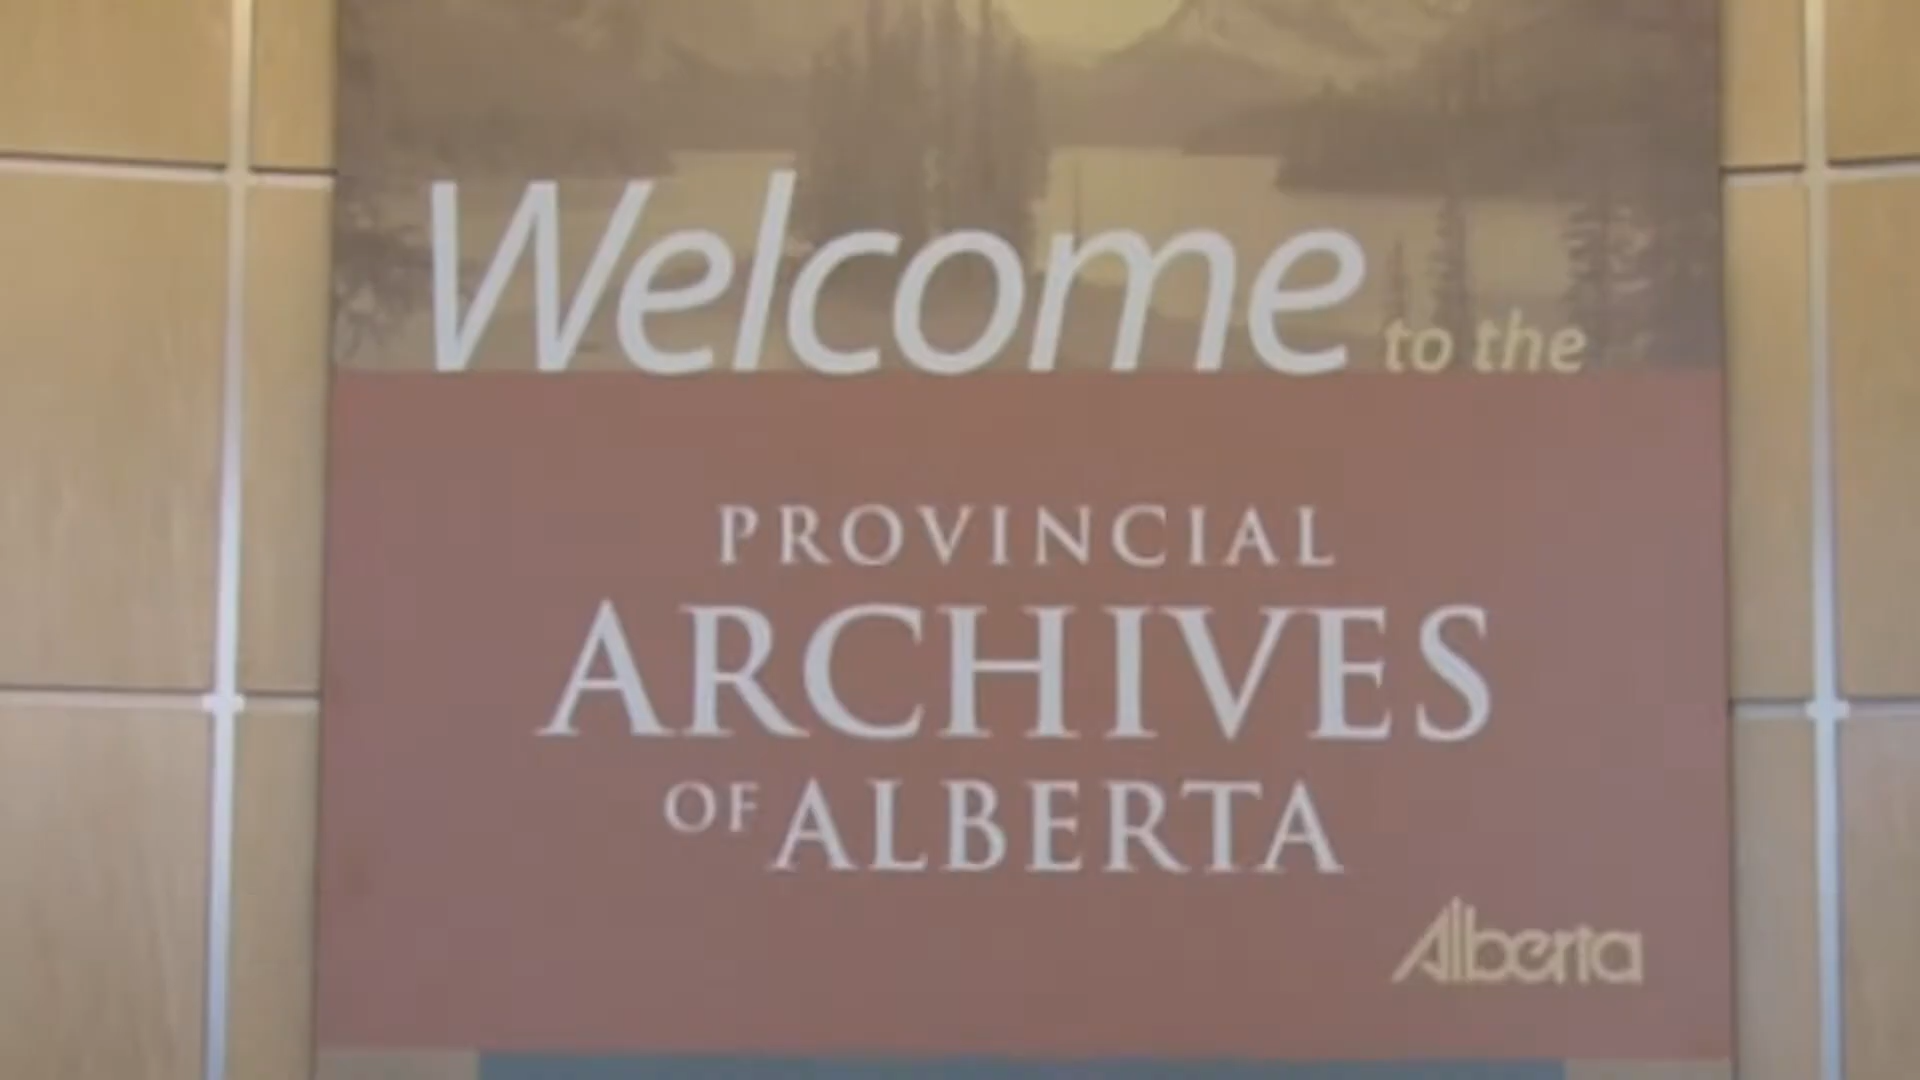 Welcome to the
PROVINCIAL
ARCHIVES
OF ALBERTA
Alberta